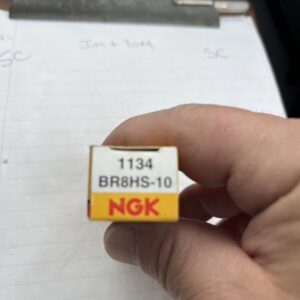 Jim + Tom
SC
SC
1134
BR8HS-10
NGK